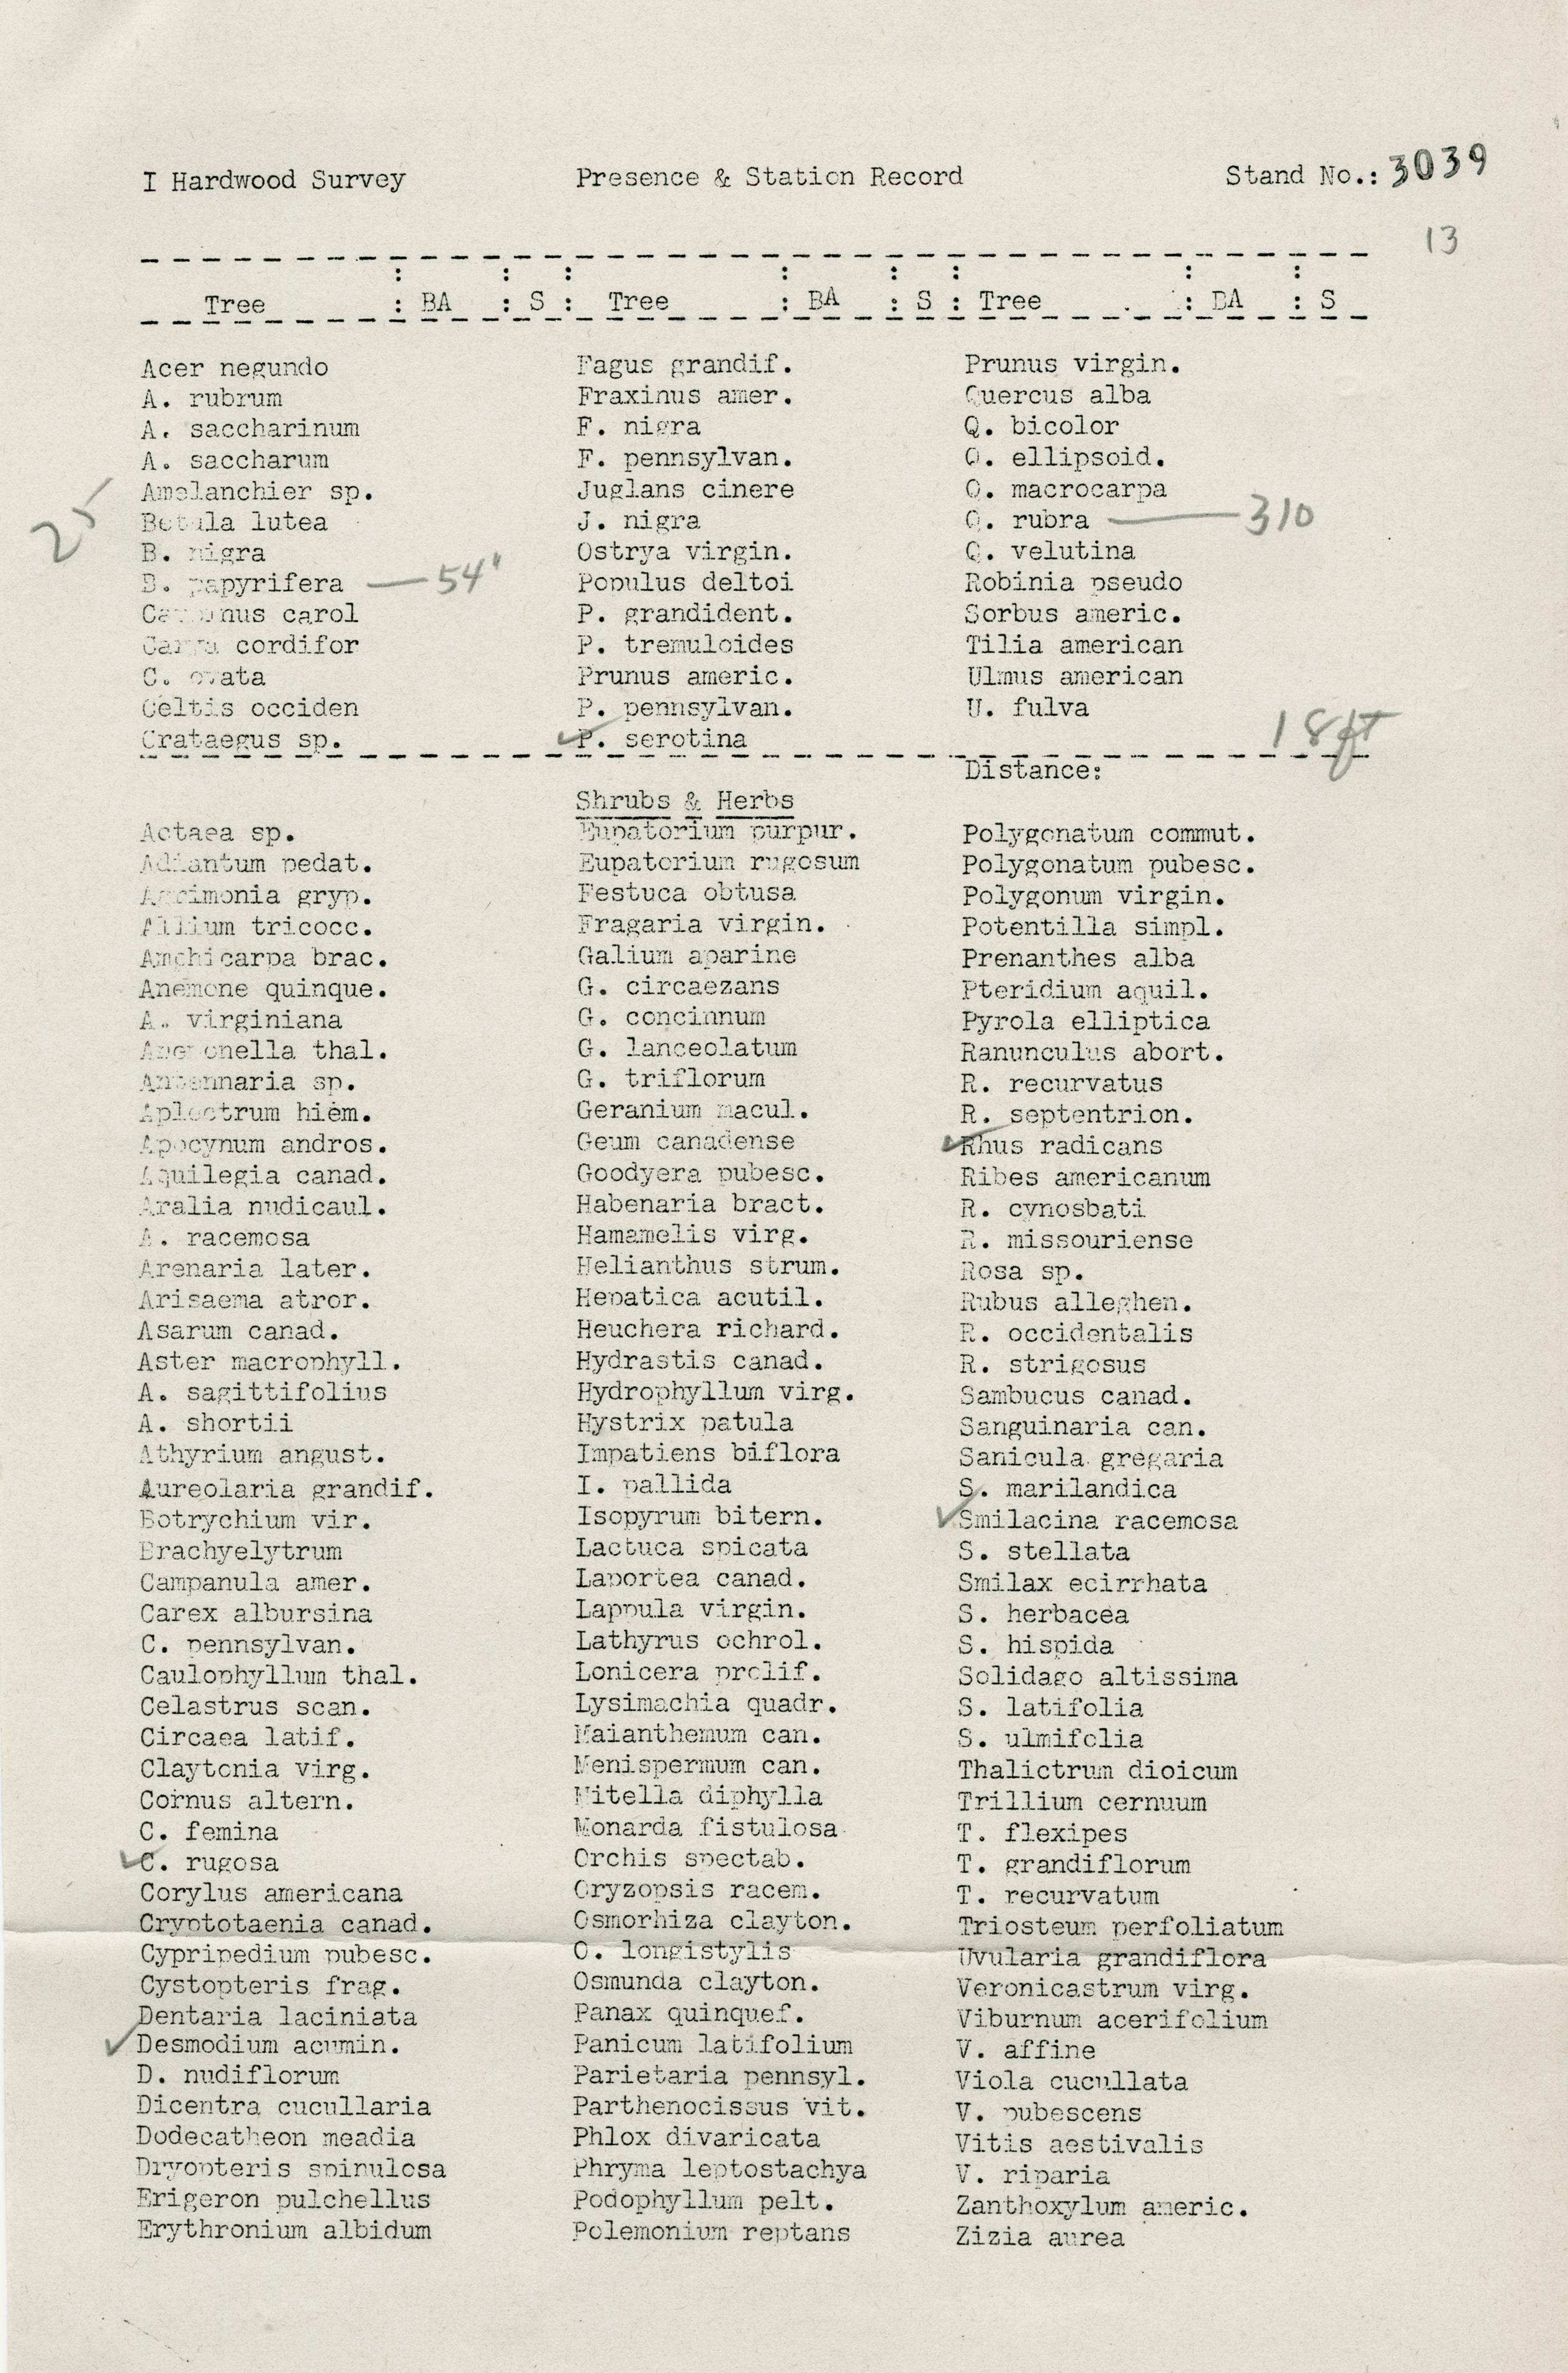 I Hardwood Survey Presence & Station Record Stand No.: 3039
13
Tree : BA : S : Tree : BA : S : Tree : BA : S
Acer negundo
A. rubrum
A. saccharinum
A. saccharum
Amelanchier sp.
25
Betula lutea
B. nigra
B. papyrifera — 54"
Carpinus carol
Carya cordifor
C. ovata
Celtis occiden
Crataegus sp.
Fagus grandif.
Fraxinus amer.
F. nigra
F. pennsylvan.
Juglans cinere
J. nigra
Ostrya virgin.
Populus deltoi
P. grandident.
P. tremuloides
Prunus americ.
P. pennsylvan.
✓ P. serotina
Prunus virgin.
Quercus alba
Q. bicolor
Q. ellipsoid.
Q. macrocarpa
Q. rubra — 310
Q. velutina
Robinia pseudo
Sorbus americ.
Tilia american
Ulmus american
U. fulva
18ft
Distance:
Shrubs & Herbs
Actaea sp.
Adiantum pedat.
Agrimonia gryp.
Allium tricocc.
Amphicarpa brac.
Anemone quinque.
A. virginiana
Anemonella thal.
Antennaria sp.
Aplectrum hiem.
Apocynum andros.
Aquilegia canad.
Aralia nudicaul.
A. racemosa
Arenaria later.
Arisaema atror.
Asarum canad.
Aster macrophyll.
A. sagittifolius
A. shortii
Athyrium angust.
Aureolaria grandif.
Botrychium vir.
Brachyelytrum
Campanula amer.
Carex albursina
C. pennsylvan.
Caulophyllum thal.
Celastrus scan.
Circaea latif.
Claytonia virg.
Cornus altern.
C. femina
✓ C. rugosa
Corylus americana
Cryptotaenia canad.
Cypripedium pubesc.
Cystopteris frag.
Dentaria laciniata
✓ Desmodium acumin.
D. nudiflorum
Dicentra cucullaria
Dodecatheon meadia
Dryopteris spinulosa
Erigeron pulchellus
Erythronium albidum
Eupatorium purpur.
Eupatorium rugosum
Festuca obtusa
Fragaria virgin.
Galium aparine
G. circaezans
G. concinnum
G. lanceolatum
G. triflorum
Geranium macul.
Geum canadense
Goodyera pubesc.
Habenaria bract.
Hamamelis virg.
Helianthus strum.
Hepatica acutil.
Heuchera richard.
Hydrastis canad.
Hydrophyllum virg.
Hystrix patula
Impatiens biflora
I. pallida
Isopyrum bitern.
Lactuca spicata
Laportea canad.
Lappula virgin.
Lathyrus ochrol.
Lonicera prolif.
Lysimachia quadr.
Maianthemum can.
Menispermum can.
Mitella diphylla
Monarda fistulosa
Orchis spectab.
Oryzopsis racem.
Osmorhiza clayton.
O. longistylis
Osmunda clayton.
Panax quinquef.
Panicum latifolium
Parietaria pennsyl.
Parthenocissus vit.
Phlox divaricata
Phryma leptostachya
Podophyllum pelt.
Polemonium reptans
Polygonatum commut.
Polygonatum pubesc.
Polygonum virgin.
Potentilla simpl.
Prenanthes alba
Pteridium aquil.
Pyrola elliptica
Ranunculus abort.
R. recurvatus
R. septentrion.
✓ Rhus radicans
Ribes americanum
R. cynosbati
R. missouriense
Rosa sp.
Rubus alleghen.
R. occidentalis
R. strigosus
Sambucus canad.
Sanguinaria can.
Sanicula gregaria
S. marilandica
✓ Smilacina racemosa
S. stellata
Smilax ecirrhata
S. herbacea
S. hispida
Solidago altissima
S. latifolia
S. ulmifolia
Thalictrum dioicum
Trillium cernuum
T. flexipes
T. grandiflorum
T. recurvatum
Triosteum perfoliatum
Uvularia grandiflora
Veronicastrum virg.
Viburnum acerifolium
V. affine
Viola cucullata
V. pubescens
Vitis aestivalis
V. riparia
Zanthoxylum americ.
Zizia aurea